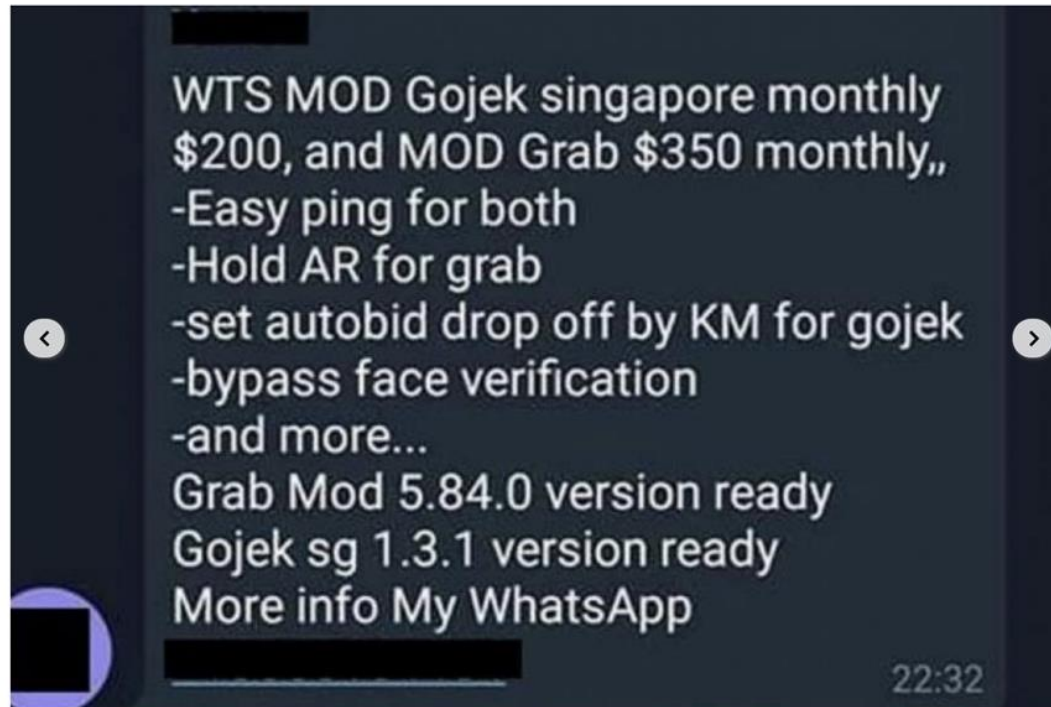 WTS MOD Gojek singapore monthly
$200, and MOD Grab $350 monthly,,
-Easy ping for both
-Hold AR for grab
-set autobid drop off by KM for gojek
-bypass face verification
-and more...
Grab Mod 5.84.0 version ready
Gojek sg 1.3.1 version ready
More info My WhatsApp
22:32